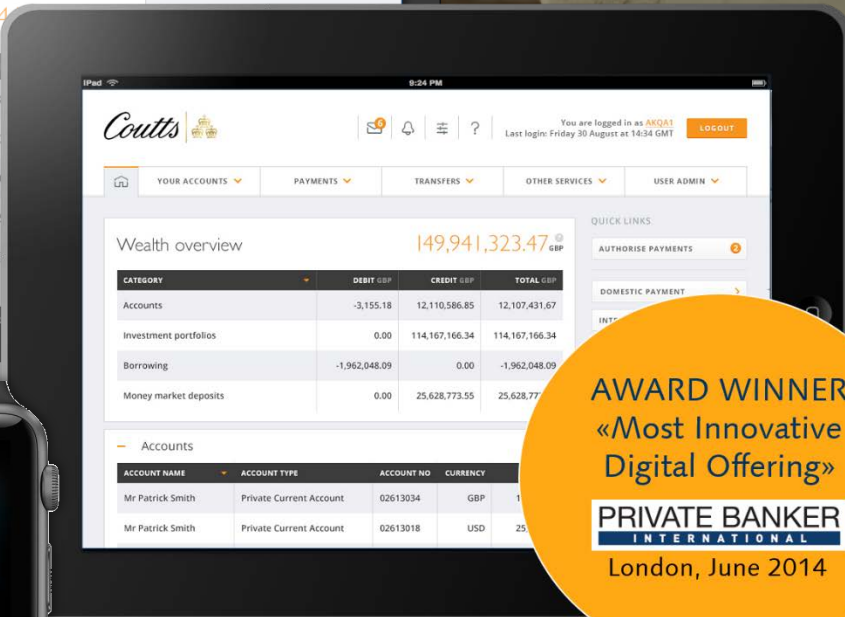 iPad 9:24 PM
Coutts
6
?
You are logged in as AKQA1
Last login: Friday 30 August at 14:34 GMT
LOGOUT
YOUR ACCOUNTS PAYMENTS TRANSFERS OTHER SERVICES USER ADMIN
Wealth overview 149,941,323.47 GBP
QUICK LINKS
AUTHORISE PAYMENTS 2
DOMESTIC PAYMENT
CATEGORY DEBIT GBP CREDIT GBP TOTAL GBP
Accounts -3,155.18 12,110,586.85 12,107,431,67
Investment portfolios 0.00 114,167,166.34 114,167,166.34
Borrowing -1,962,048.09 0.00 -1,962,048.09
Money market deposits 0.00 25,628,773.55 25,628,77
Accounts
ACCOUNT NAME ACCOUNT TYPE ACCOUNT NO CURRENCY
Mr Patrick Smith Private Current Account 02613034 GBP 1
Mr Patrick Smith Private Current Account 02613018 USD 25
AWARD WINNER
«Most Innovative
Digital Offering»
PRIVATE BANKER
INTERNATIONAL
London, June 2014